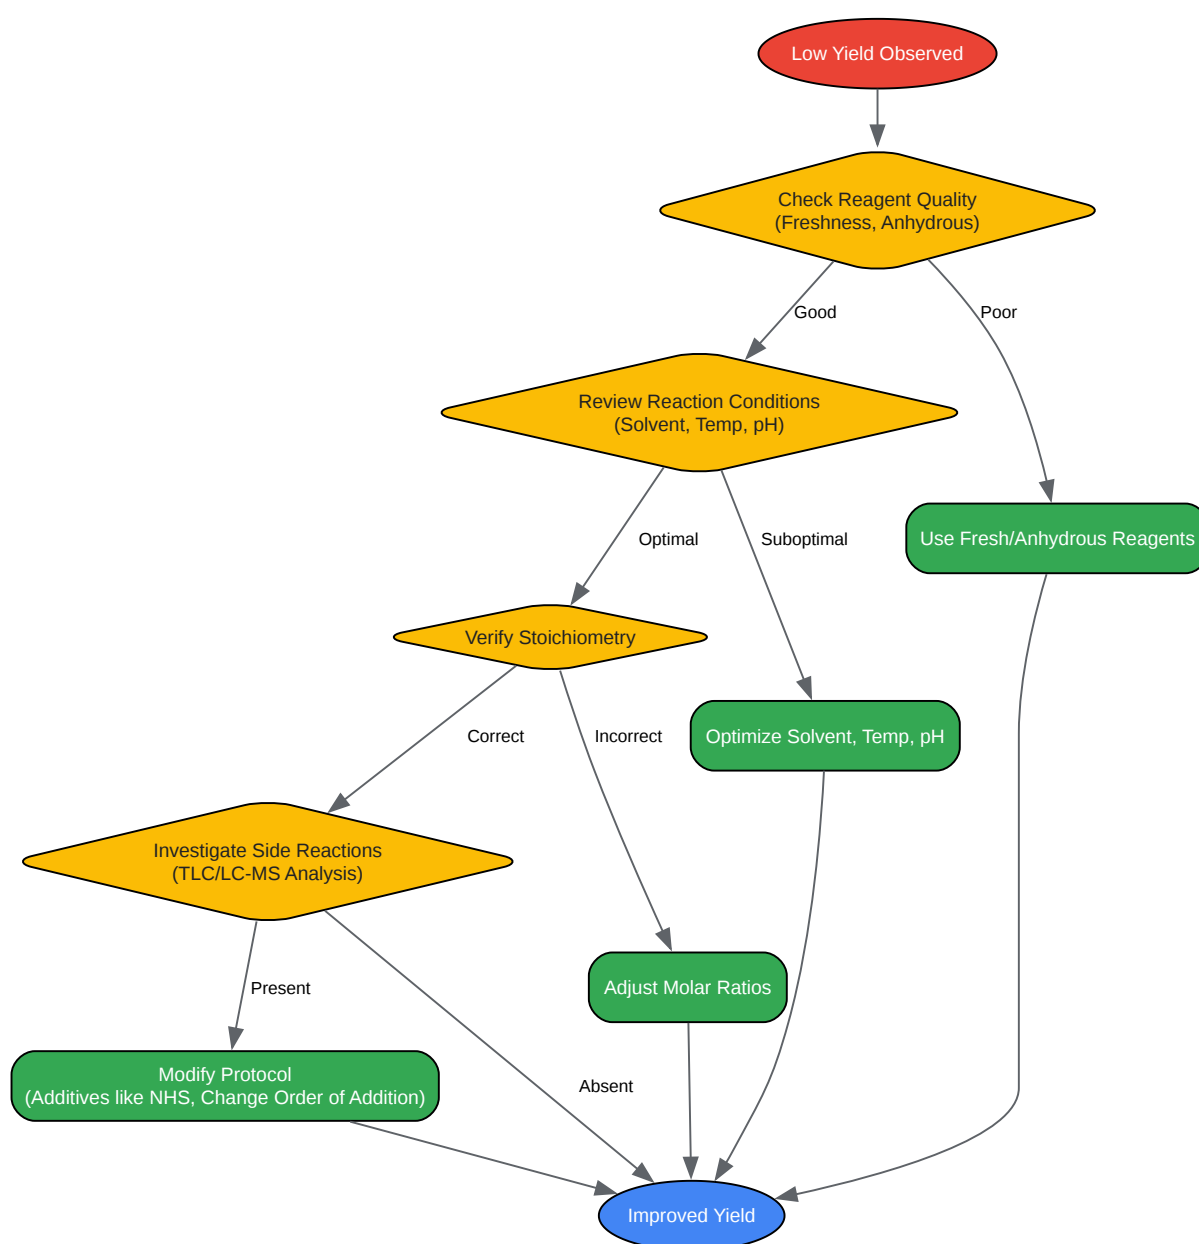 Low Yield Observed
Check Reagent Quality
(Freshness, Anhydrous)
Good
Poor
Review Reaction Conditions
(Solvent, Temp, pH)
Optimal
Suboptimal
Use Fresh/Anhydrous Reagents
Verify Stoichiometry
Correct
Incorrect
Optimize Solvent, Temp, pH
Investigate Side Reactions
(TLC/LC-MS Analysis)
Present
Adjust Molar Ratios
Modify Protocol
(Additives like NHS, Change Order of Addition)
Absent
Improved Yield